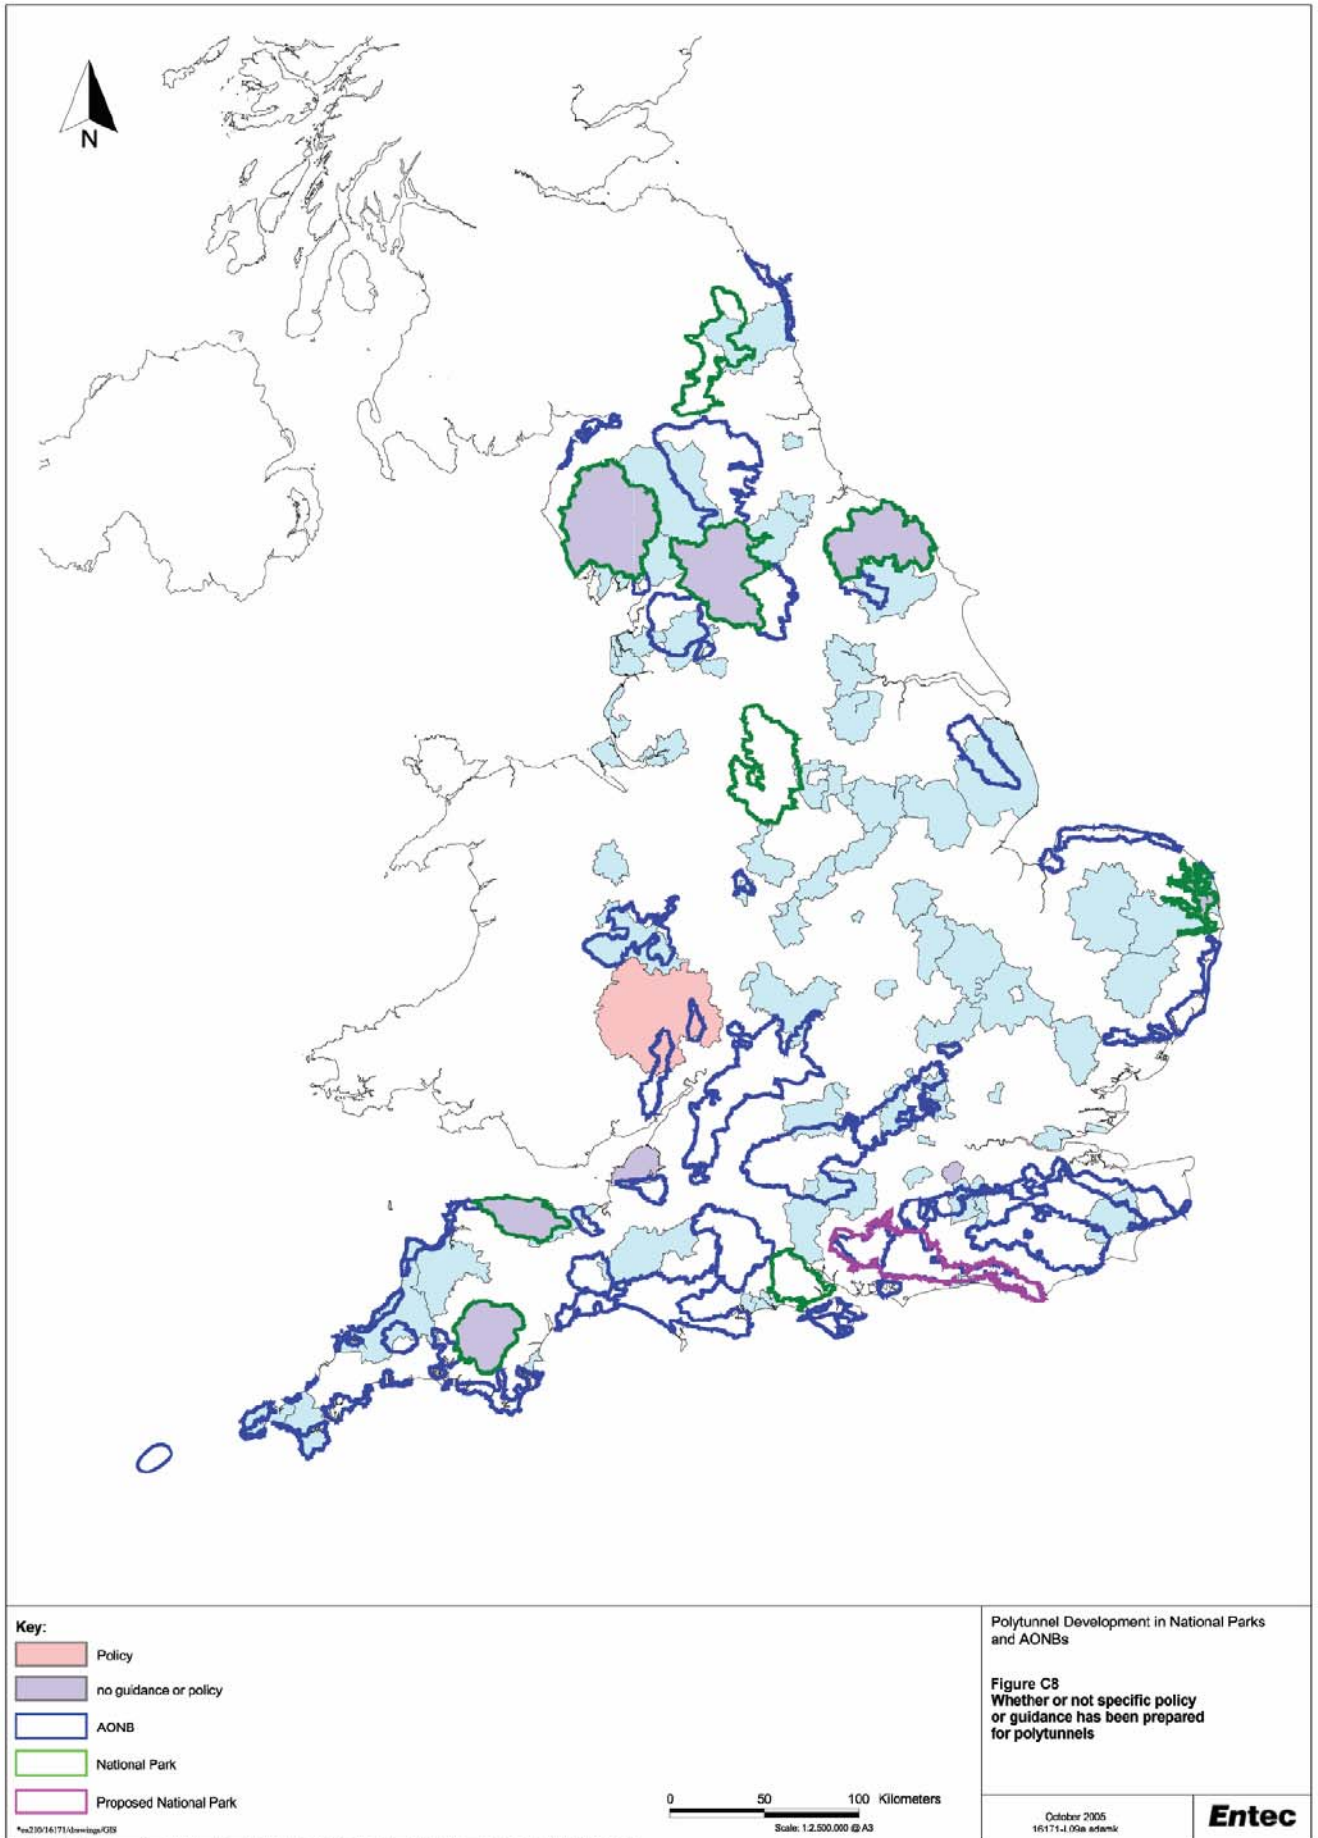 N
Key:
Policy
no guidance or policy
AONB
National Park
Proposed National Park
0 50 100 Kilometers
Scale: 1:2.500.000 @ A3
Polytunnel Development in National Parks
and AONBs
Figure C8
Whether or not specific policy
or guidance has been prepared
for polytunnels
October 2005
Entec